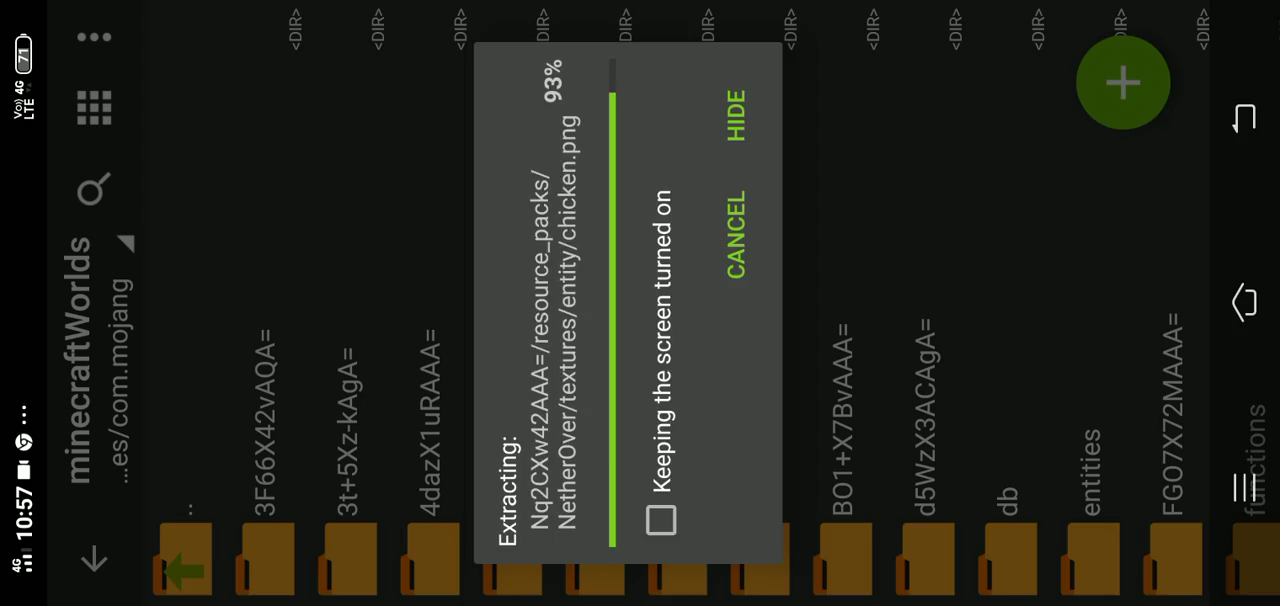 4G 10:57 ...
Vo)) 4G
LTE
71
minecraftWorlds
...es/com.mojang
..
<DIR>
3F66X42vAQA=
<DIR>
3t+5Xz-kAgA=
<DIR>
4dazX1uRAAA=
<DIR>
<DIR>
<DIR>
<DIR>
Extracting:
Nq2CXw42AAA=/resource_packs/
NetherOver/textures/entity/chicken.png
93%
Keeping the screen turned on
CANCEL
HIDE
BO1+X7BvAAA=
<DIR>
d5WzX3ACAgA=
<DIR>
db
<DIR>
entities
<DIR>
FGO7X72MAAA=
<DIR>
functions